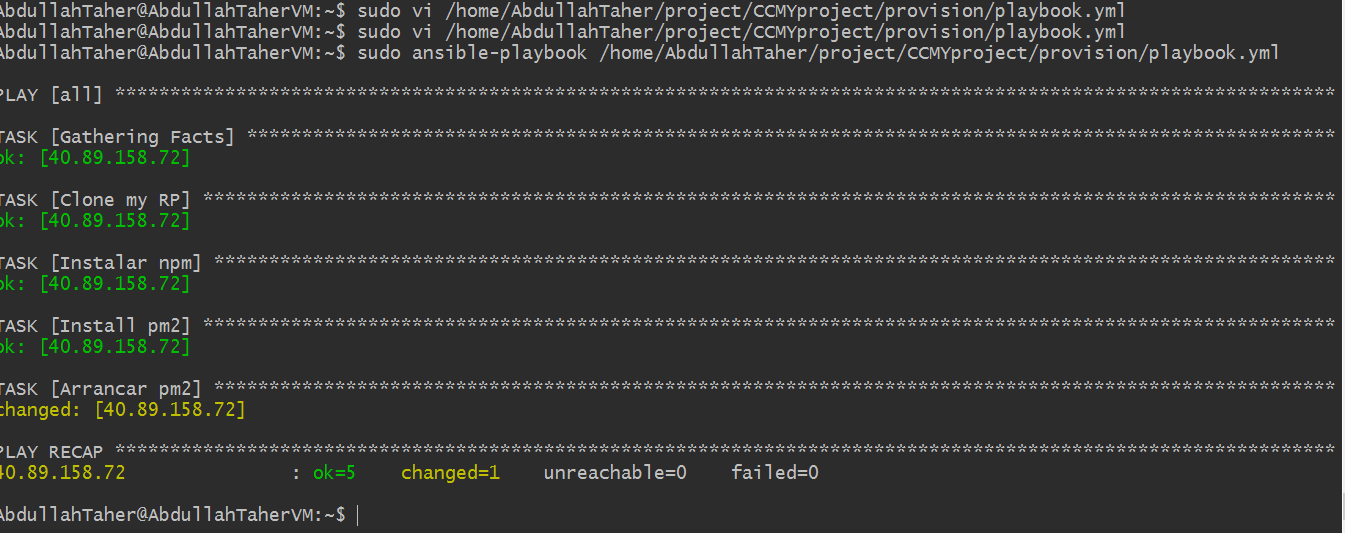 AbdullahTaher@AbdullahTaherVM:~$ sudo vi /home/AbdullahTaher/project/CCMYproject/provision/playbook.yml
AbdullahTaher@AbdullahTaherVM:~$ sudo vi /home/AbdullahTaher/project/CCMYproject/provision/playbook.yml
AbdullahTaher@AbdullahTaherVM:~$ sudo ansible-playbook /home/AbdullahTaher/project/CCMYproject/provision/playbook.yml
PLAY [all] ***************************************************************************************************************
TASK [Gathering Facts] ***************************************************************************************************
ok: [40.89.158.72]
TASK [Clone my RP] *******************************************************************************************************
ok: [40.89.158.72]
TASK [Instalar npm] ******************************************************************************************************
ok: [40.89.158.72]
TASK [Install pm2] *******************************************************************************************************
ok: [40.89.158.72]
TASK [Arrancar pm2] ******************************************************************************************************
changed: [40.89.158.72]
PLAY RECAP ***************************************************************************************************************
40.89.158.72               : ok=5    changed=1    unreachable=0    failed=0
AbdullahTaher@AbdullahTaherVM:~$